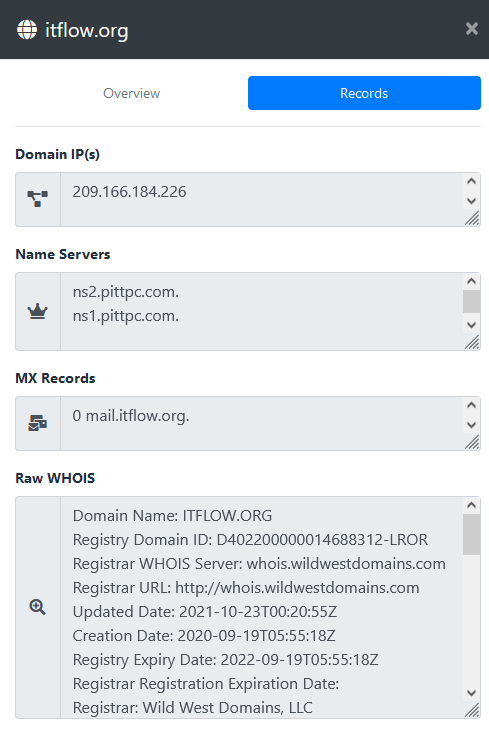 itflow.org
Overview
Records
Domain IP(s)
209.166.184.226
Name Servers
ns2.pittpc.com.
ns1.pittpc.com.
MX Records
0 mail.itflow.org.
Raw WHOIS
Domain Name: ITFLOW.ORG
Registry Domain ID: D402200000014688312-LROR
Registrar WHOIS Server: whois.wildwestdomains.com
Registrar URL: http://whois.wildwestdomains.com
Updated Date: 2021-10-23T00:20:55Z
Creation Date: 2020-09-19T05:55:18Z
Registry Expiry Date: 2022-09-19T05:55:18Z
Registrar Registration Expiration Date:
Registrar: Wild West Domains, LLC